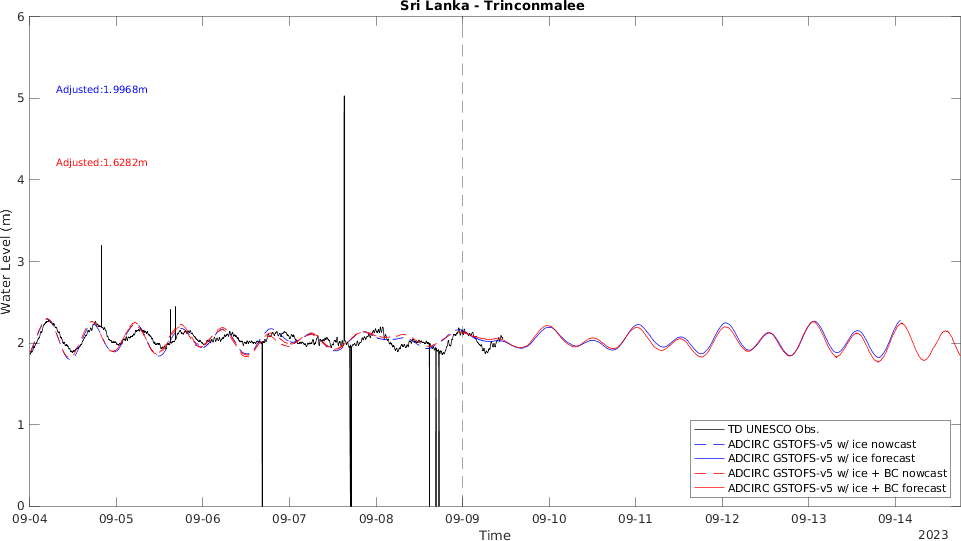 Sri Lanka - Trinconmalee
6
5
4
3
2
1
0
Water Level (m)
Adjusted:1.9968m
Adjusted:1.6282m
TD UNESCO Obs.
ADCIRC GSTOFS-v5 w/ ice nowcast
ADCIRC GSTOFS-v5 w/ ice forecast
ADCIRC GSTOFS-v5 w/ ice + BC nowcast
ADCIRC GSTOFS-v5 w/ ice + BC forecast
09-04 09-05 09-06 09-07 09-08 09-09 09-10 09-11 09-12 09-13 09-14
Time
2023